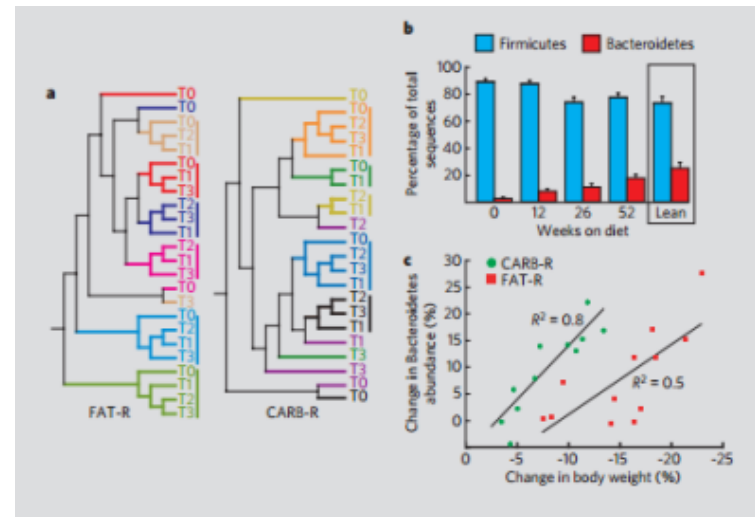 a
T0
T0
T0
T2
T1
T0
T1
T3
T2
T3
T1
T2
T1
T3
T0
T3
T0
T2
T1
T3
T0
T1
T2
T3
FAT-R
T0
T0
T2
T3
T1
T0
T1
T2
T1
T2
T0
T2
T3
T1
T2
T3
T1
T1
T3
T3
T0
T0
CARB-R
b
Firmicutes Bacteroidetes
Percentage of total
sequences
100
80
60
40
20
0 12 26 52 Lean
Weeks on diet
c
CARB-R
FAT-R
Change in Bacteroidetes
abundance (%)
30
25
20
15
10
5
0
R² = 0.8
R² = 0.5
0 -5 -10 -15 -20 -25
Change in body weight (%)